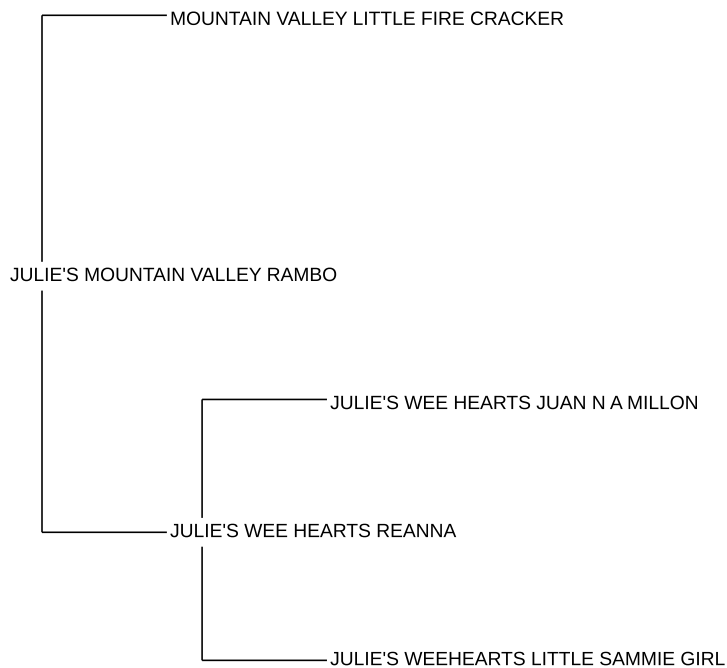 MOUNTAIN VALLEY LITTLE FIRE CRACKER
JULIE'S MOUNTAIN VALLEY RAMBO
JULIE'S WEE HEARTS JUAN N A MILLON
JULIE'S WEE HEARTS REANNA
JULIE'S WEEHEARTS LITTLE SAMMIE GIRL